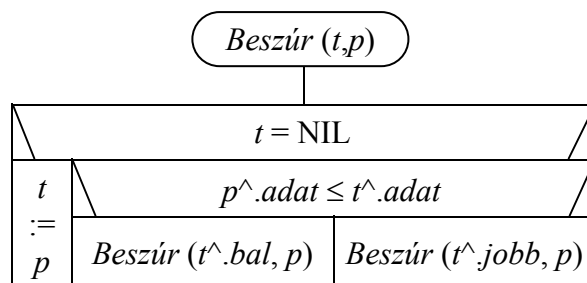 Beszúr (t,p)
t = NIL
t
:=
p
p^.adat ≤ t^.adat
Beszúr (t^.bal, p)
Beszúr (t^.jobb, p)